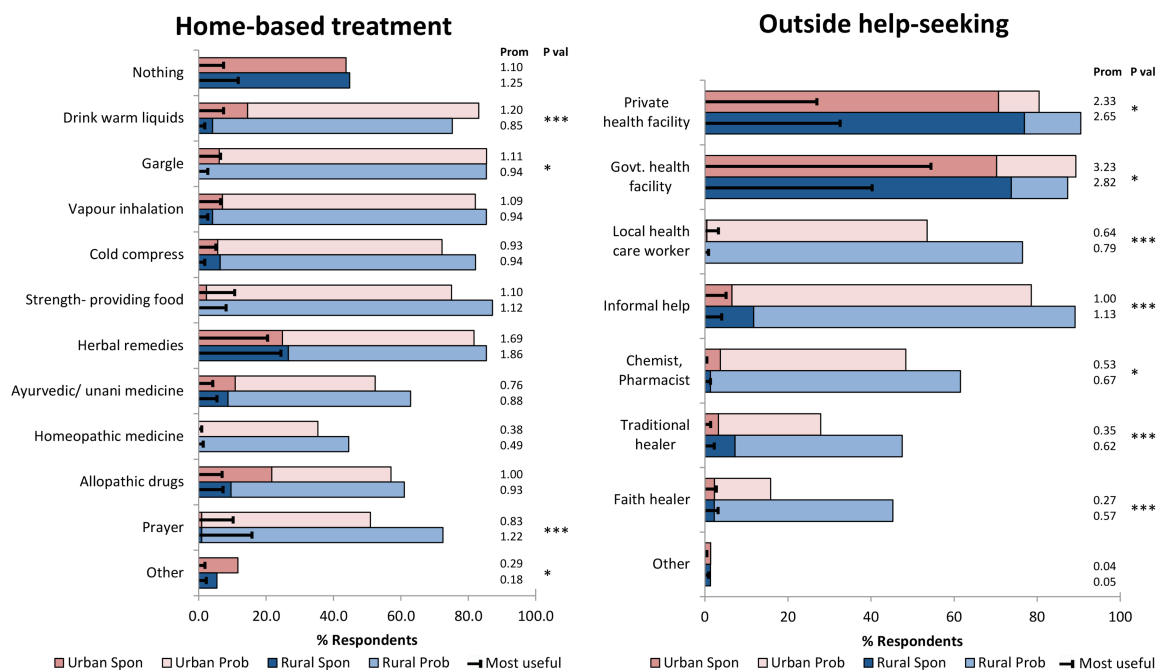 Home-based treatment
Prom P val
Nothing
1.10
1.25
Drink warm liquids
1.20
0.85
***
Gargle
1.11
0.94
*
Vapour inhalation
1.09
0.94
Cold compress
0.93
0.94
Strength- providing food
1.10
1.12
Herbal remedies
1.69
1.86
Ayurvedic/ unani medicine
0.76
0.88
Homeopathic medicine
0.38
0.49
Allopathic drugs
1.00
0.93
Prayer
0.83
1.22
***
Other
0.29
0.18
*
0.0 20.0 40.0 60.0 80.0 100.0
% Respondents
Urban Spon Urban Prob Rural Spon Rural Prob Most useful
Outside help-seeking
Prom P val
Private
health facility
2.33
2.65
*
Govt. health
facility
3.23
2.82
*
Local health
care worker
0.64
0.79
***
Informal help
1.00
1.13
***
Chemist,
Pharmacist
0.53
0.67
*
Traditional
healer
0.35
0.62
***
Faith healer
0.27
0.57
***
Other
0.04
0.05
0 20 40 60 80 100
% Respondents
Urban Spon Urban Prob Rural Spon Rural Prob Most useful